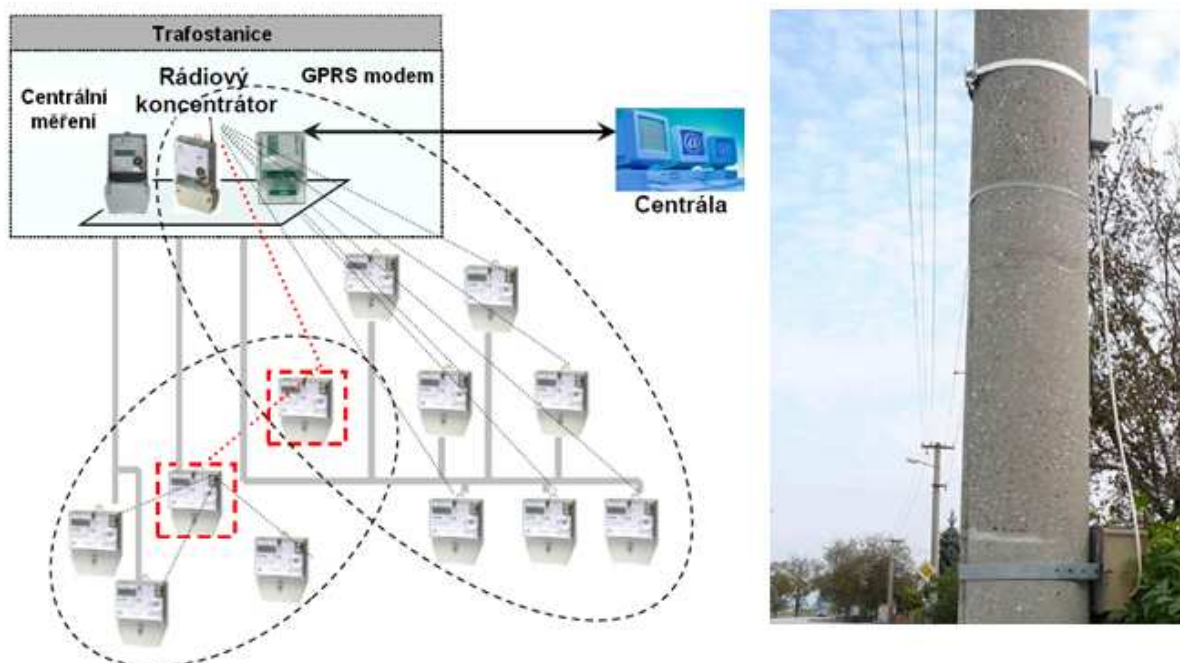 Trafostanice
Centrální
měření
Rádiový
koncentrátor
GPRS modem
Centrála